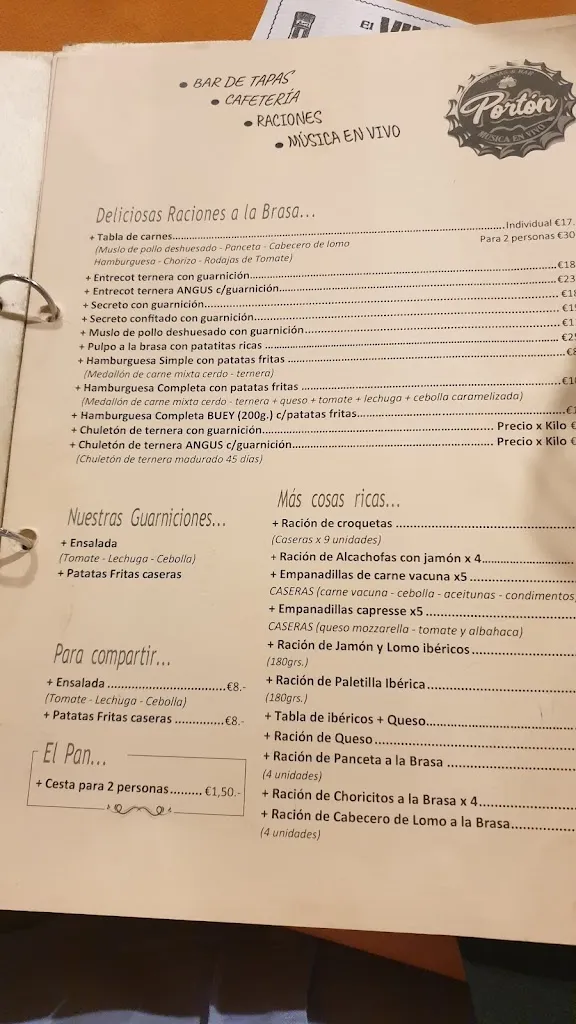 El
• BAR DE TAPAS
• CAFETERÍA
• RACIONES
• MÚSICA EN VIVO
Portón
MÚSICA EN VIVO
Deliciosas Raciones a la Brasa...
+ Tabla de carnes..........Individual €17.
(Muslo de pollo deshuesado - Panceta - Cabecero de lomo Para 2 personas €30
Hamburguesa - Chorizo - Rodajas de Tomate)
+ Entrecot ternera con guarnición..........€18
+ Entrecot ternera ANGUS c/guarnición..........€23
+ Secreto con guarnición..........€18
+ Secreto confitado con guarnición..........€1
+ Muslo de pollo deshuesado con guarnición..........€1
+ Pulpo a la brasa con patatitas ricas ..........€2
+ Hamburguesa Simple con patatas fritas ..........€8
(Medallón de carne mixta cerdo - ternera)
+ Hamburguesa Completa con patatas fritas ..........€10
(Medallón de carne mixta cerdo - ternera + queso + tomate + lechuga + cebolla caramelizada)
+ Hamburguesa Completa BUEY (200g.) c/patatas fritas..........€
+ Chuletón de ternera con guarnición.......... Precio x Kilo €
+ Chuletón de ternera ANGUS c/guarnición.......... Precio x Kilo €
(Chuletón de ternera madurado 45 días)
Nuestras Guarniciones...
+ Ensalada
(Tomate - Lechuga - Cebolla)
+ Patatas Fritas caseras
Para compartir...
+ Ensalada ..........€8.-
(Tomate - Lechuga - Cebolla)
+ Patatas Fritas caseras ..........€8.-
El Pan...
+ Cesta para 2 personas......... €1,50.-
Más cosas ricas...
+ Ración de croquetas ..........
(Caseras x 9 unidades)
+ Ración de Alcachofas con jamón x 4..........
+ Empanadillas de carne vacuna x5 ..........
CASERAS (carne vacuna - cebolla - aceitunas - condimentos)
+ Empanadillas capresse x5 ..........
CASERAS (queso mozzarella - tomate y albahaca)
+ Ración de Jamón y Lomo ibéricos..........
(180grs.)
+ Ración de Paletilla Ibérica..........
(180grs.)
+ Tabla de ibéricos + Queso..........
+ Ración de Queso..........
+ Ración de Panceta a la Brasa ..........
(4 unidades)
+ Ración de Choricitos a la Brasa x 4..........
+ Ración de Cabecero de Lomo a la Brasa..........
(4 unidades)